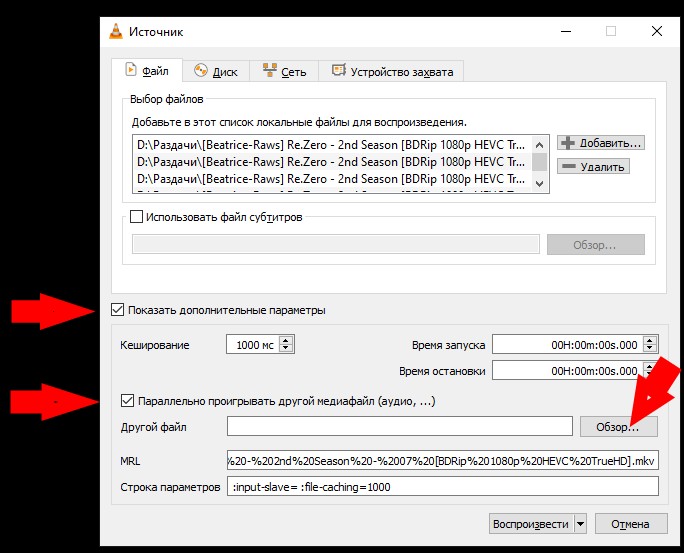 Источник
Файл
Диск
Сеть
Устройство захвата
Выбор файлов
Добавьте в этот список локальные файлы для воспроизведения.
D:\Раздачи\[Beatrice-Raws] Re.Zero - 2nd Season [BDRip 1080p HEVC Tr...
D:\Раздачи\[Beatrice-Raws] Re.Zero - 2nd Season [BDRip 1080p HEVC Tr...
D:\Раздачи\[Beatrice-Raws] Re.Zero - 2nd Season [BDRip 1080p HEVC Tr...
Добавить...
Удалить
Использовать файл субтитров
Обзор...
Показать дополнительные параметры
Кеширование
1000 мс
Время запуска
00H:00m:00s.000
Время остановки
00H:00m:00s.000
Параллельно проигрывать другой медиафайл (аудио, ...)
Другой файл
Обзор...
MRL
%20-%202nd%20Season%20-%2007%20[BDRip%201080p%20HEVC%20TrueHD].mkv
Строка параметров
:input-slave= :file-caching=1000
Воспроизвести
Отмена